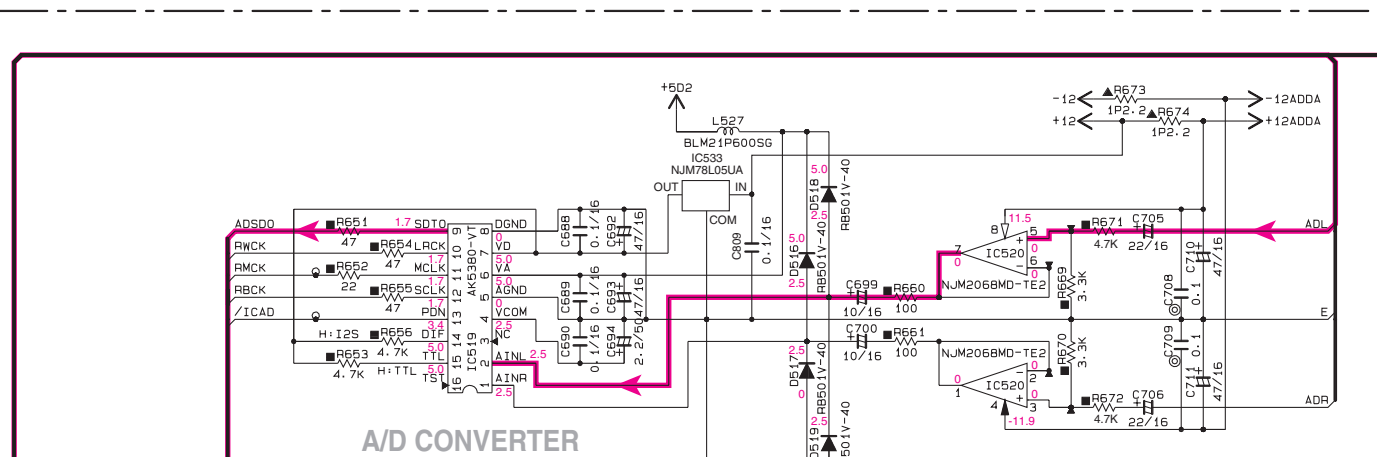 +5D2
L527
BLM21P600SG
IC533
NJM78L05UA
OUT
IN
COM
C809
0.1/16
-12
▲R673
1P2.2
-12ADDA
+12
▲R674
1P2.2
+12ADDA
5.0
D518
RB501V-40
2.5
5.0
D516
RB501V-40
2.5
2.5
D517
RB501V-40
0
2.5
D519
501V-40
ADSDO
■R651
47
1.7
SDTO
9
8
DGND
0
RWCK
■R654
47
LRCK
1.7
10
7
VD
5.0
RMCK
■R652
22
MCLK
1.7
11
6
VA
5.0
RBCK
■R655
47
SCLK
1.7
12
5
AGND
0
/ICAD
PDN
3.4
13
4
VCOM
2.5
H:I2S
■R656
4.7K
DIF
5.0
14
3
NC
■R653
4.7K
H:TTL
TTL
5.0
15
2
AINL
2.5
TST
16
1
AINR
2.5
AK5380-VT
IC519
C688
0.1/16
C692
47/16
C689
0.1/16
C693
47/16
C690
0.1/16
C694
2.2/50
C699
10/16
■R660
100
C700
10/16
■R661
100
11.5
8
7
0
5
0
6
0
IC520
NJM2068MD-TE2
■R671
4.7K
C705
22/16
ADL
■R669
3.3K
C710
47/16
C708
0.1
E
NJM2068MD-TE2
0
1
IC520
0
2
0
3
4
-11.9
■R670
3.3K
C709
0.1
C711
47/16
■R672
4.7K
C706
22/16
ADR
A/D CONVERTER